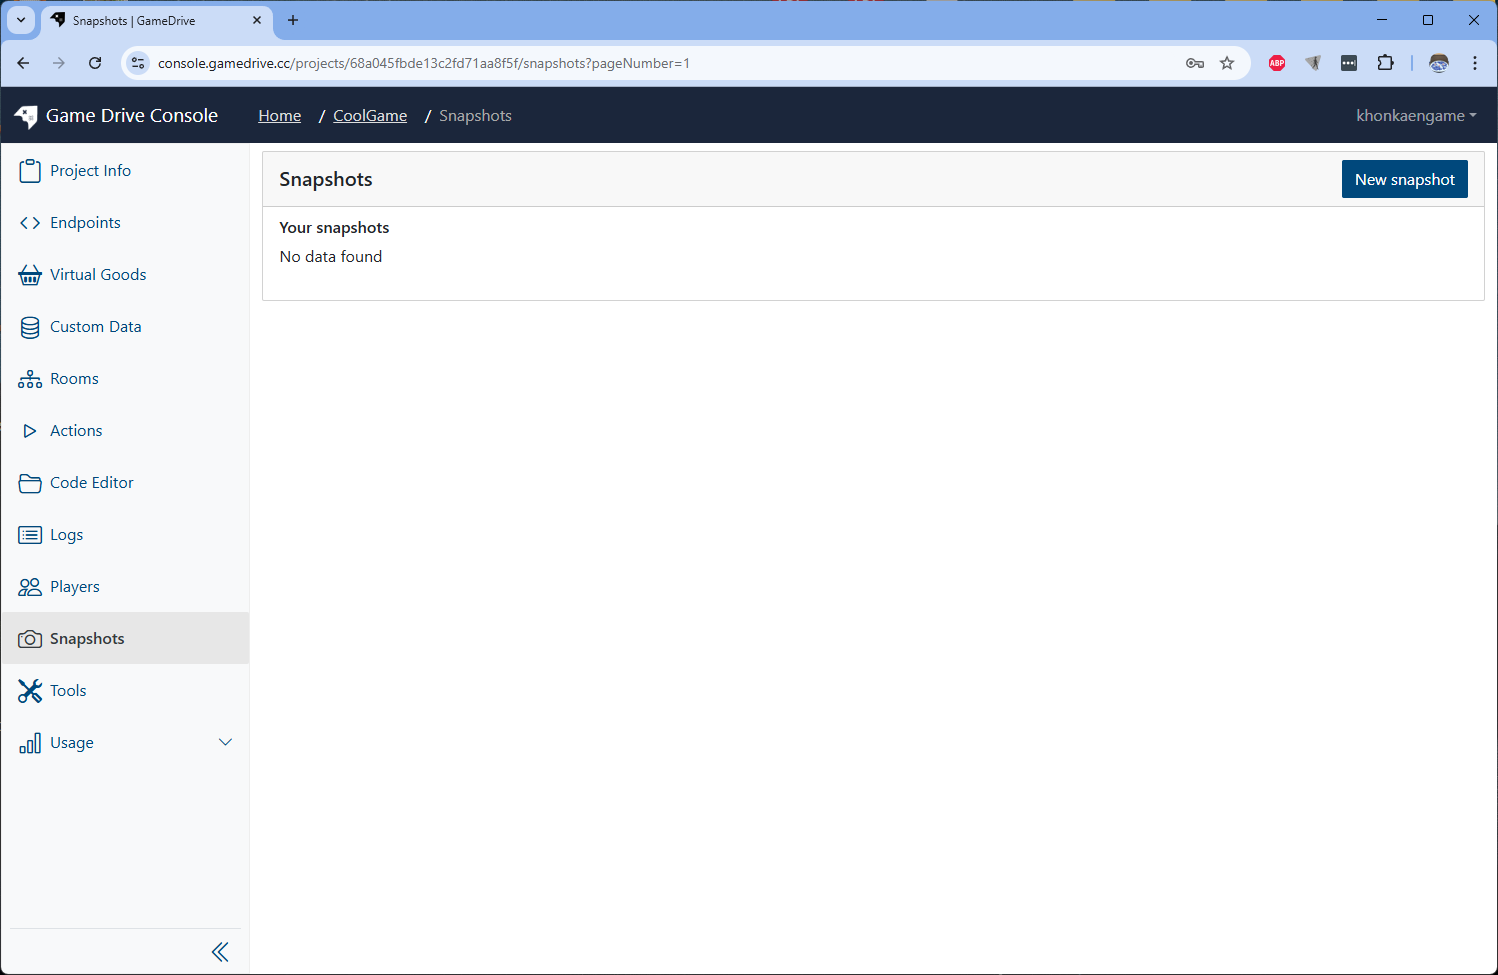 Snapshots | GameDrive
console.gamedrive.cc/projects/68a045fbde13c2fd71aa8f5f/snapshots?pageNumber=1
ABP
Game Drive Console
Home / CoolGame / Snapshots
khonkaengame
Project Info
Endpoints
Virtual Goods
Custom Data
Rooms
Actions
Code Editor
Logs
Players
Snapshots
Tools
Usage
Snapshots
New snapshot
Your snapshots
No data found